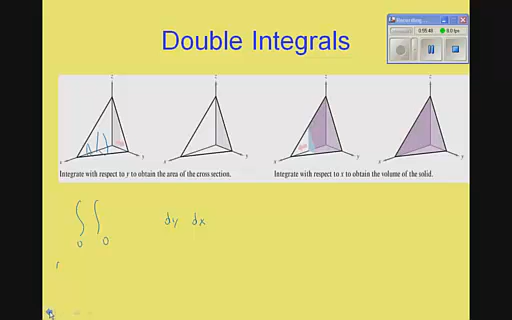 Double Integrals
z z z z
x y x y x y x y
Integrate with respect to y to obtain the area of the cross section. Integrate with respect to x to obtain the volume of the solid.
∫ ∫ dy dx
0 0